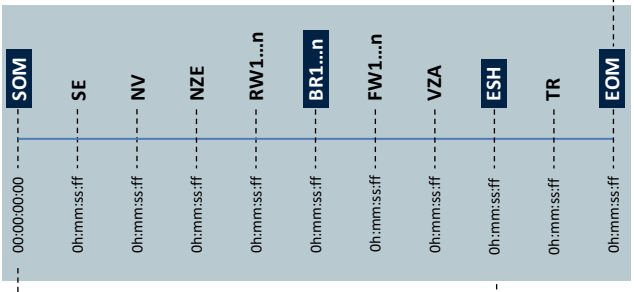 SOM
SE
NV
NZE
RW1...n
BR1...n
FW1...n
VZA
ESH
TR
EOM
00:00:00:00
0h:mm:ss:ff
0h:mm:ss:ff
0h:mm:ss:ff
0h:mm:ss:ff
0h:mm:ss:ff
0h:mm:ss:ff
0h:mm:ss:ff
0h:mm:ss:ff
0h:mm:ss:ff
0h:mm:ss:ff